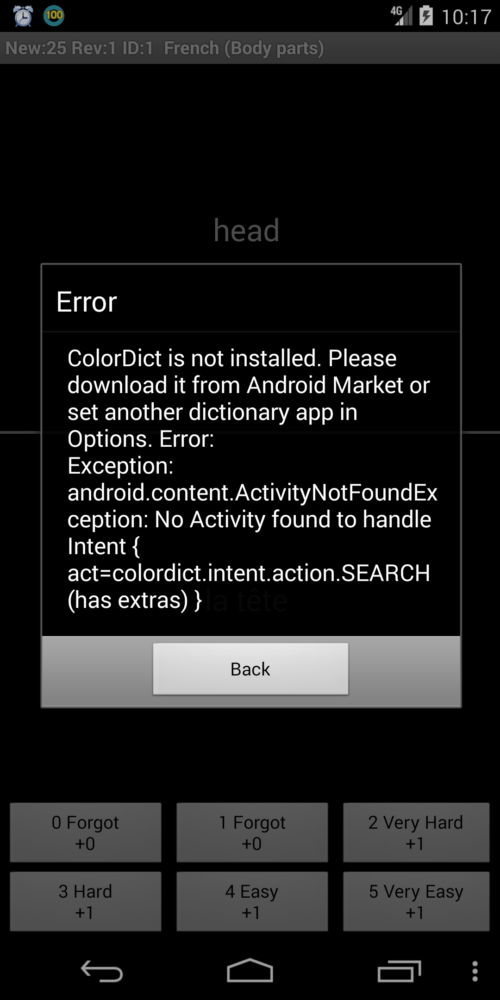 100
4G
10:17
New:25 Rev:1 ID:1  French (Body parts)
head
Error
ColorDict is not installed. Please
download it from Android Market or
set another dictionary app in
Options. Error:
Exception:
android.content.ActivityNotFoundEx
ception: No Activity found to handle
Intent {
act=colordict.intent.action.SEARCH
(has extras) }
la tête
Back
0 Forgot
+0
1 Forgot
+0
2 Very Hard
+1
3 Hard
+1
4 Easy
+1
5 Very Easy
+1